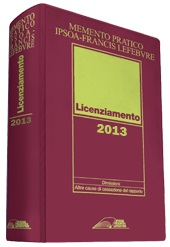 MEMENTO PRATICO
IPSOA-FRANCIS LEFEBVRE
Licenziamento
2013
Dimissioni
Altre cause di cessazione del rapporto
MEMENTO PRATICO
IPSOA-
FRANCIS
LEFEBVRE
Licenziamento
2013